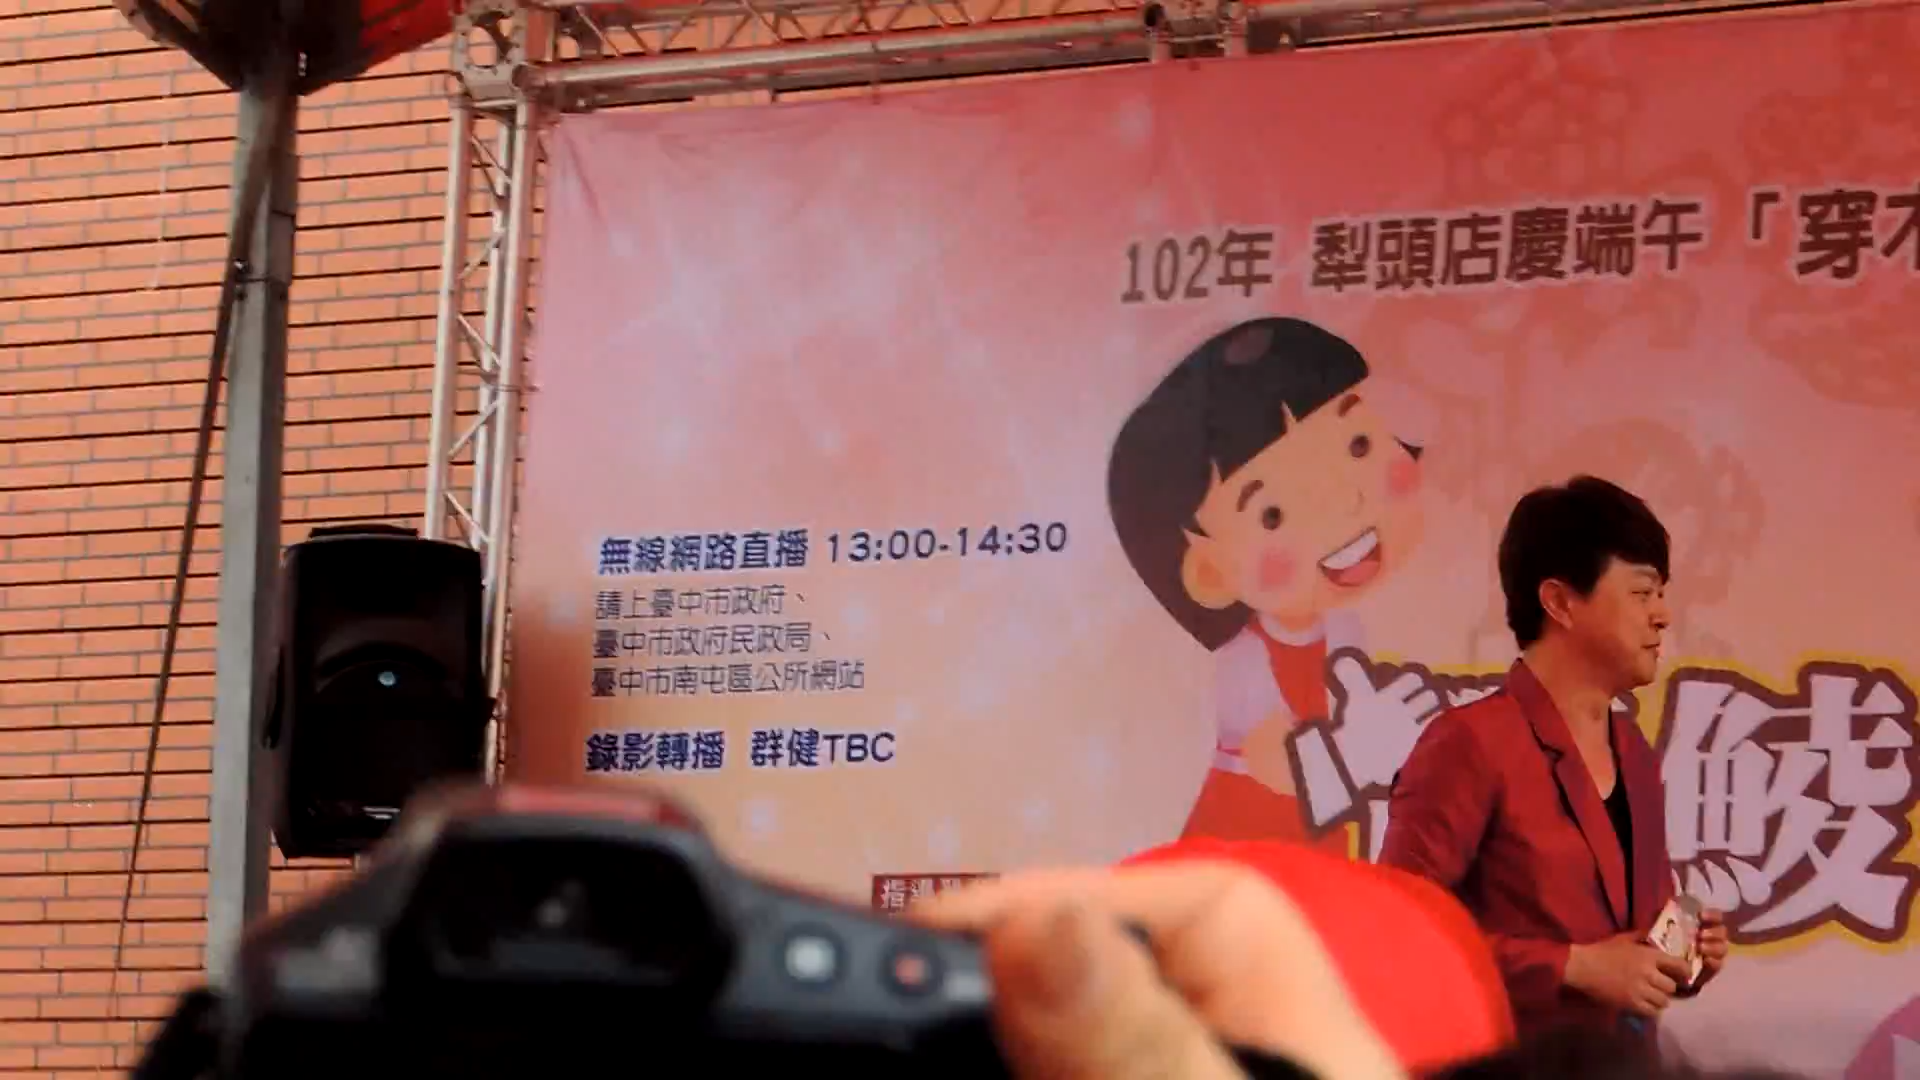 102年 犁頭店慶端午「穿木
無線網路直播 13:00-14:30
請上臺中市政府、
臺中市政府民政局、
臺中市南屯區公所網站
錄影轉播 群健TBC
鯪